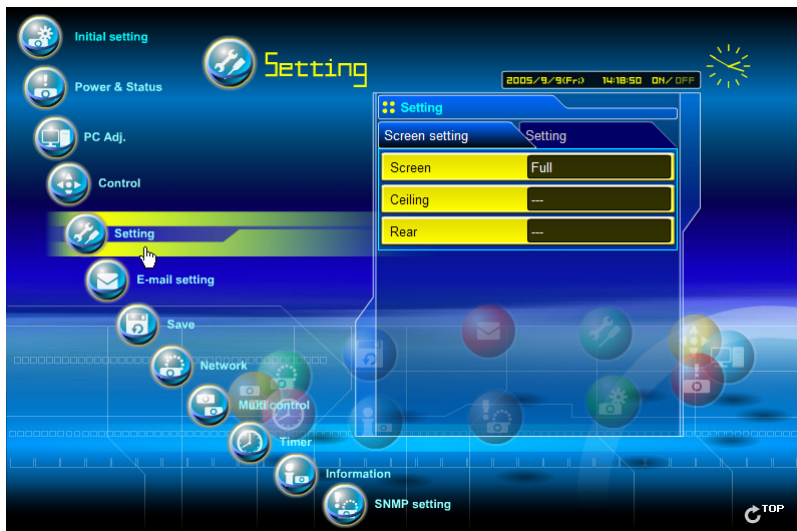 Initial setting
Setting
2005/9/9(Fri) 14:18:50 ON/OFF
Power & Status
Setting
Screen setting
Setting
PC Adj.
Screen
Full
Control
Ceiling
---
Setting
Rear
---
E-mail setting
Save
Network
Multi control
Timer
Information
SNMP setting
TOP